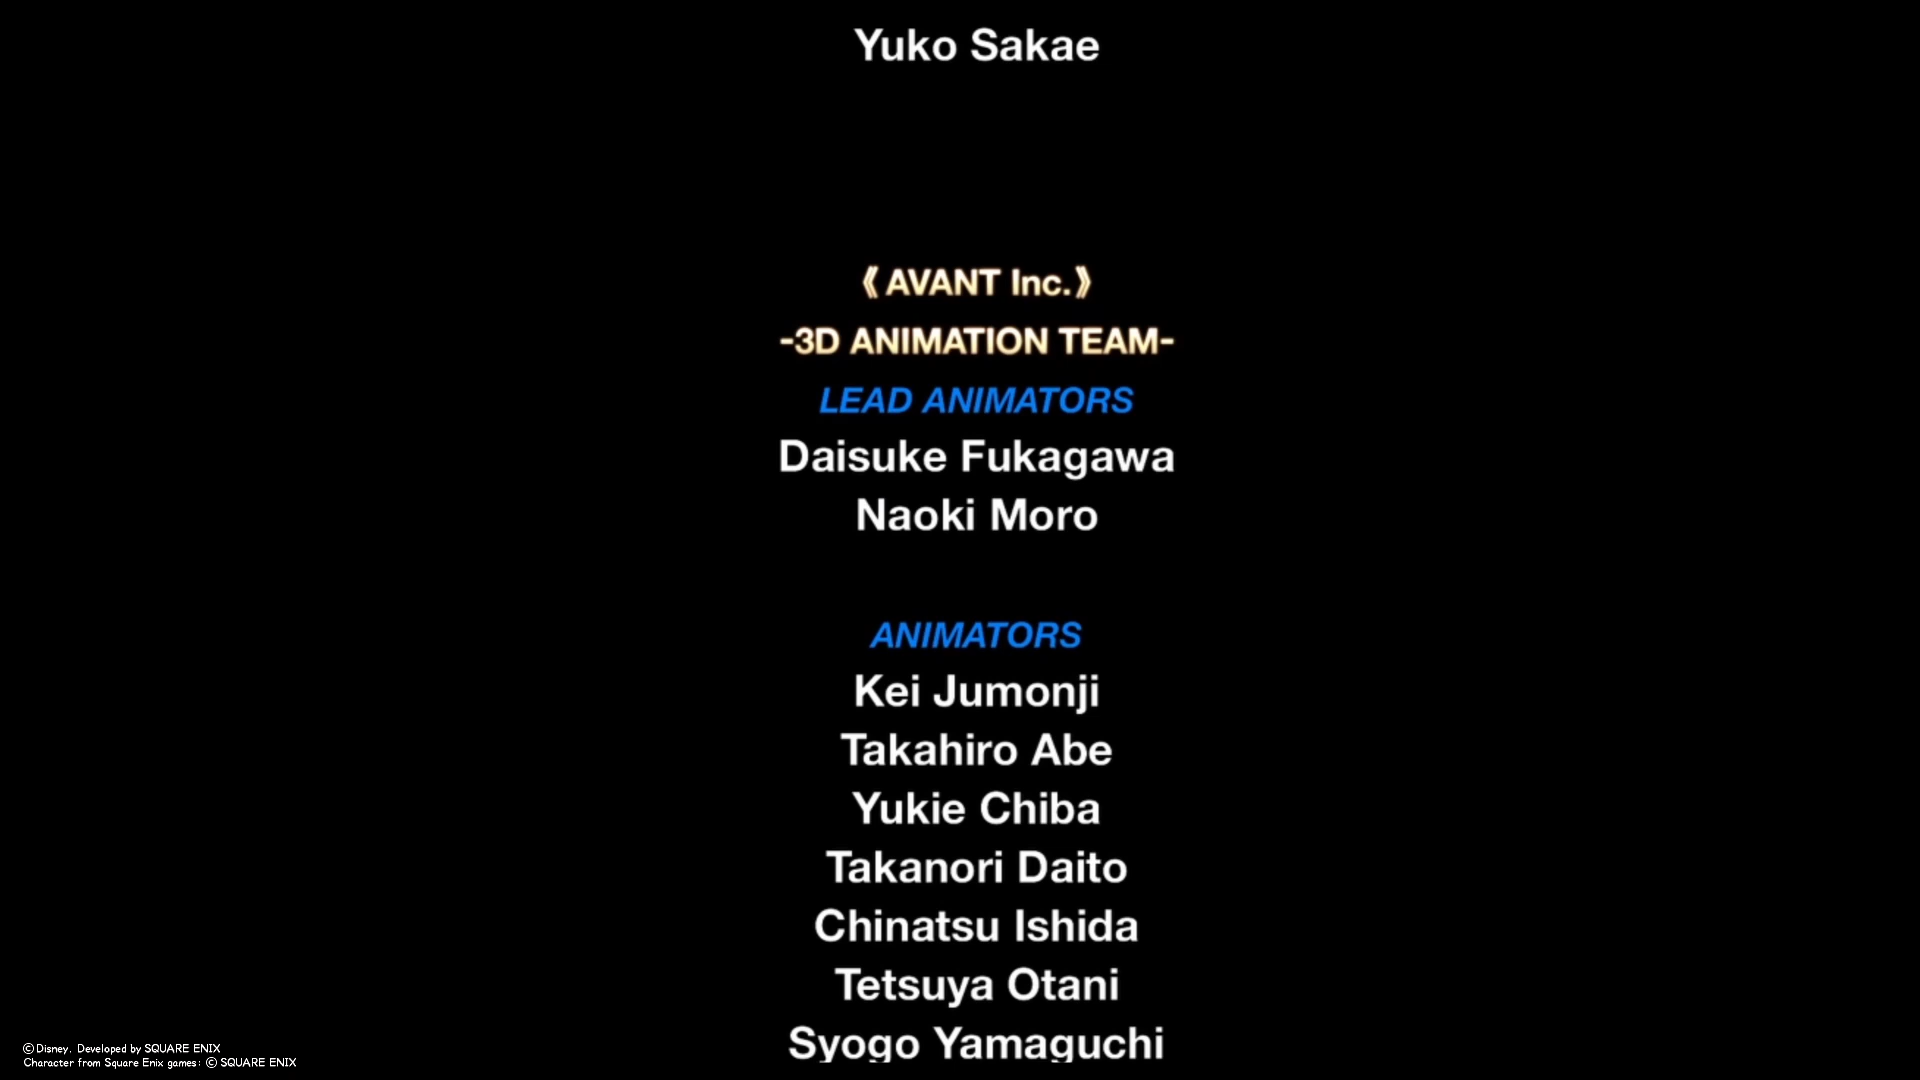 Yuko Sakae
《 AVANT Inc.》
-3D ANIMATION TEAM-
LEAD ANIMATORS
Daisuke Fukagawa
Naoki Moro
ANIMATORS
Kei Jumonji
Takahiro Abe
Yukie Chiba
Takanori Daito
Chinatsu Ishida
Tetsuya Otani
Syogo Yamaguchi
©Disney. Developed by SQUARE ENIX
Character from Square Enix games: © SQUARE ENIX